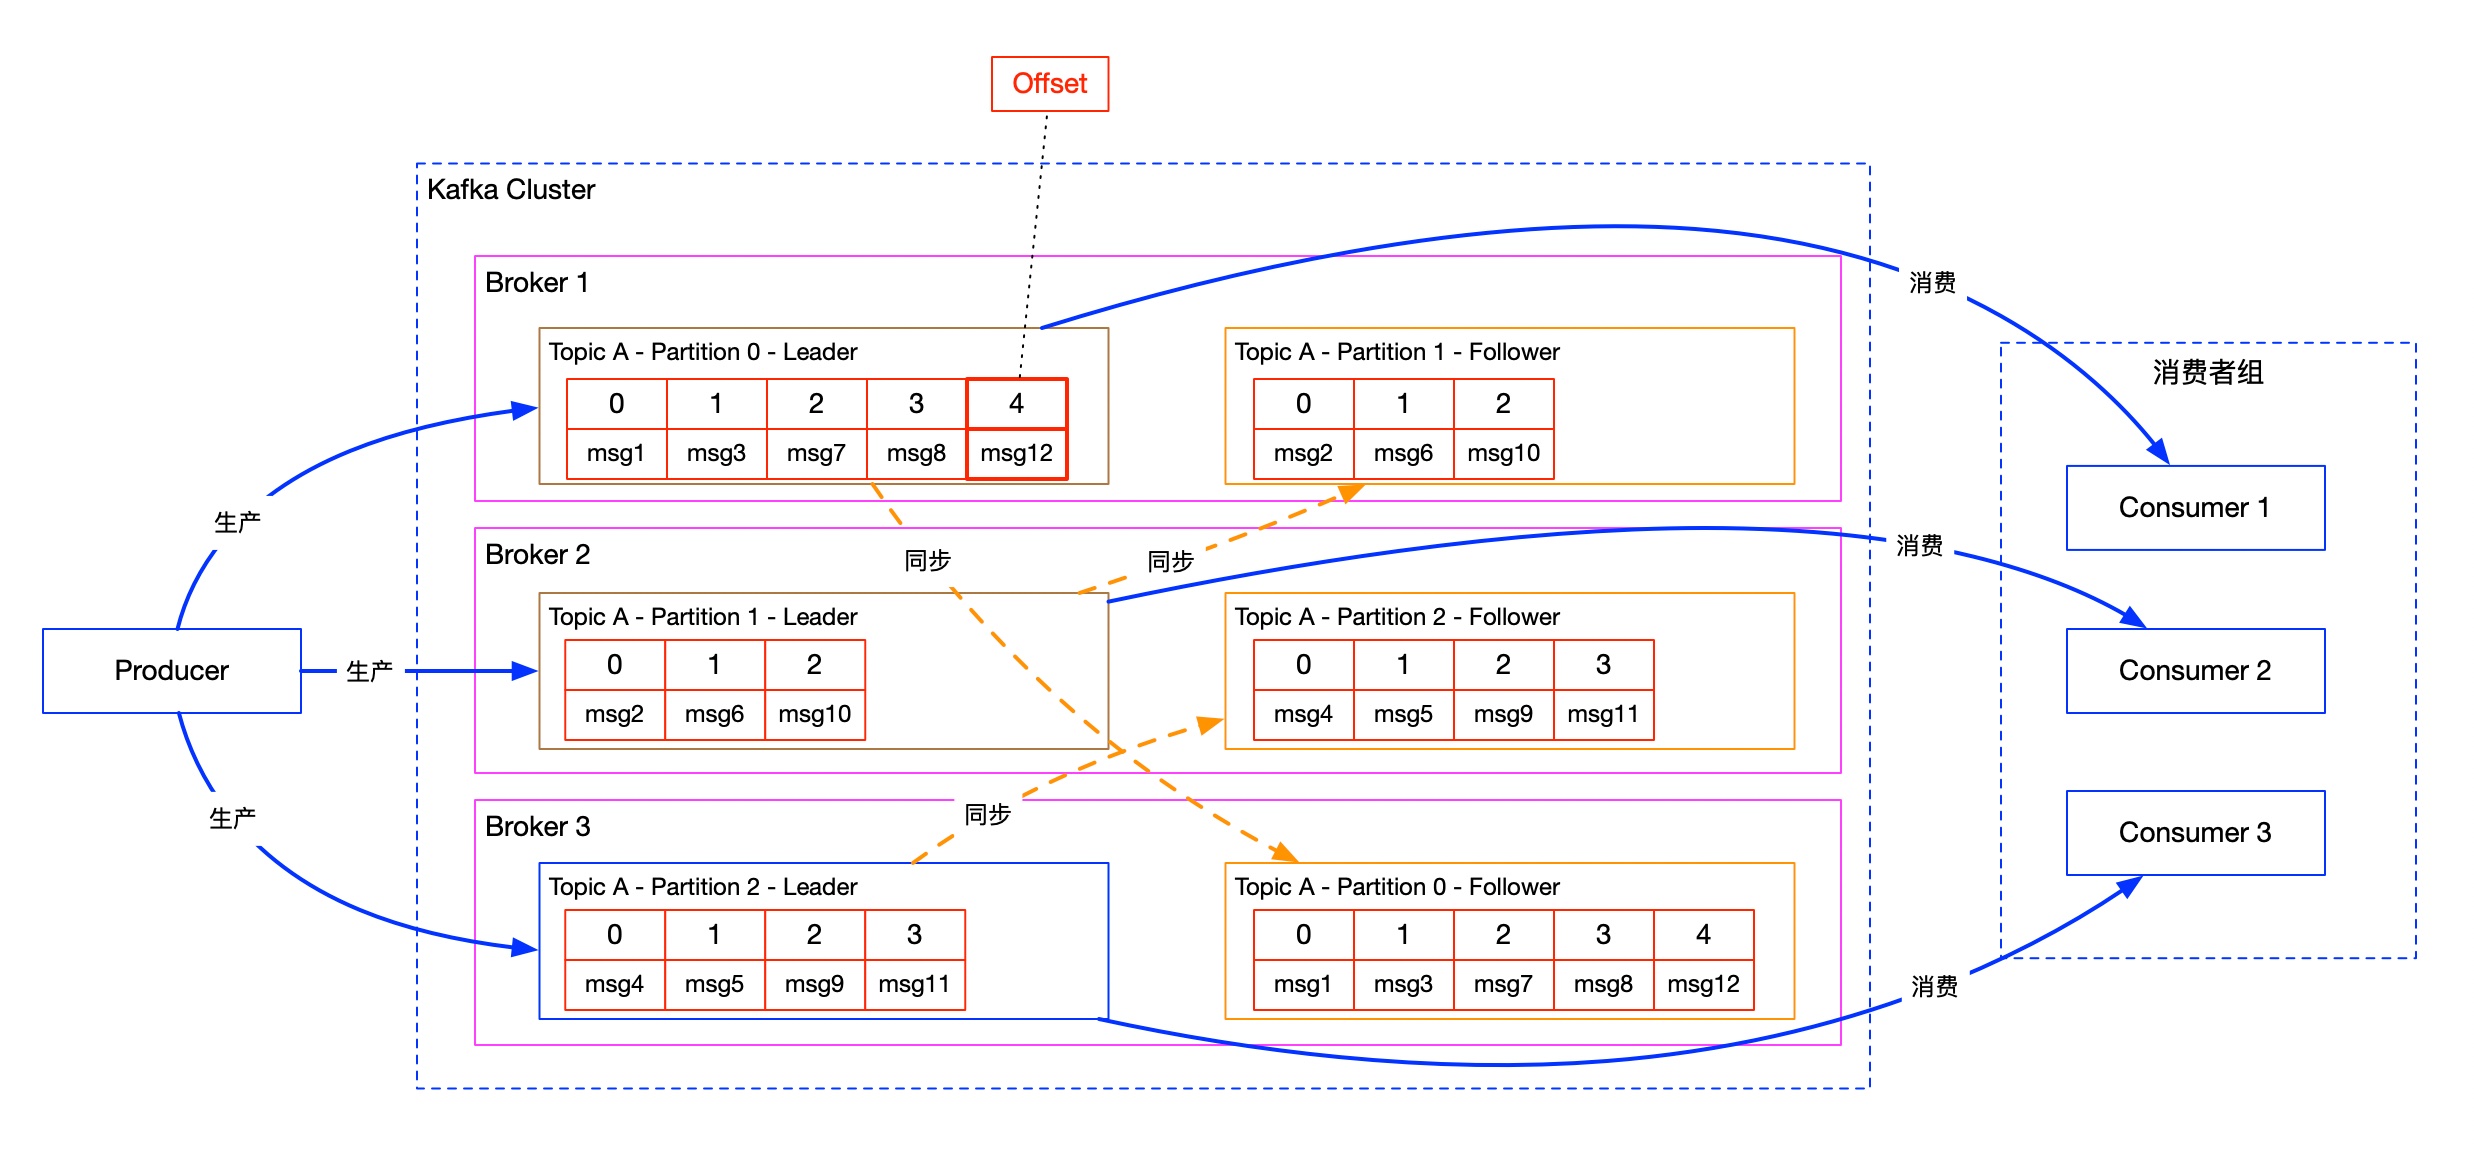 Offset
Kafka Cluster
Broker 1
消费
Topic A - Partition 0 - Leader
0 1 2 3 4
msg1 msg3 msg7 msg8 msg12
Topic A - Partition 1 - Follower
0 1 2
msg2 msg6 msg10
消费者组
Consumer 1
生产
Broker 2
同步
同步
消费
Topic A - Partition 1 - Leader
0 1 2
msg2 msg6 msg10
Topic A - Partition 2 - Follower
0 1 2 3
msg4 msg5 msg9 msg11
Producer
生产
Consumer 2
生产
Broker 3
同步
Consumer 3
Topic A - Partition 2 - Leader
0 1 2 3
msg4 msg5 msg9 msg11
Topic A - Partition 0 - Follower
0 1 2 3 4
msg1 msg3 msg7 msg8 msg12
消费